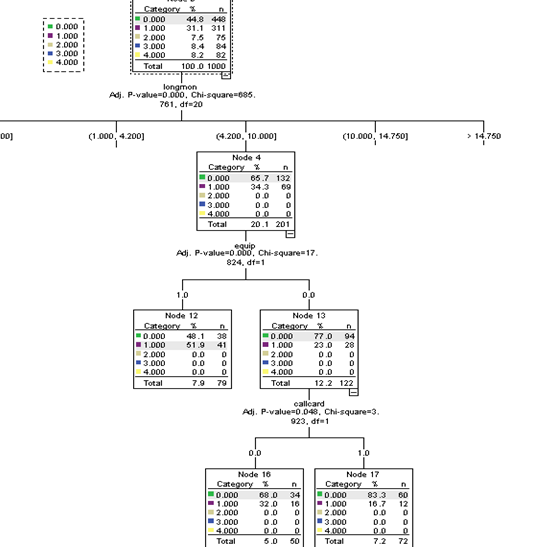 0.000
1.000
2.000
3.000
4.000
Category % n
0.000 44.8 448
1.000 31.1 311
2.000 7.5 75
3.000 8.4 84
4.000 8.2 82
Total 100.0 1000
longmon
Adj. P-value=0.000, Chi-square=685.
761, df=20
00]
(1.000, 4.200]
(4.200, 10.000]
(10.000, 14.750]
> 14.750
Node 4
Category % n
0.000 65.7 132
1.000 34.3 69
2.000 0.0 0
3.000 0.0 0
4.000 0.0 0
Total 20.1 201
equip
Adj. P-value=0.000, Chi-square=17.
824, df=1
1.0
0.0
Node 12
Category % n
0.000 48.1 38
1.000 51.9 41
2.000 0.0 0
3.000 0.0 0
4.000 0.0 0
Total 7.9 79
Node 13
Category % n
0.000 77.0 94
1.000 23.0 28
2.000 0.0 0
3.000 0.0 0
4.000 0.0 0
Total 12.2 122
callcard
Adj. P-value=0.048, Chi-square=3.
923, df=1
0.0
1.0
Node 16
Category % n
0.000 68.0 34
1.000 32.0 16
2.000 0.0 0
3.000 0.0 0
4.000 0.0 0
Total 5.0 50
Node 17
Category % n
0.000 83.3 60
1.000 16.7 12
2.000 0.0 0
3.000 0.0 0
4.000 0.0 0
Total 7.2 72